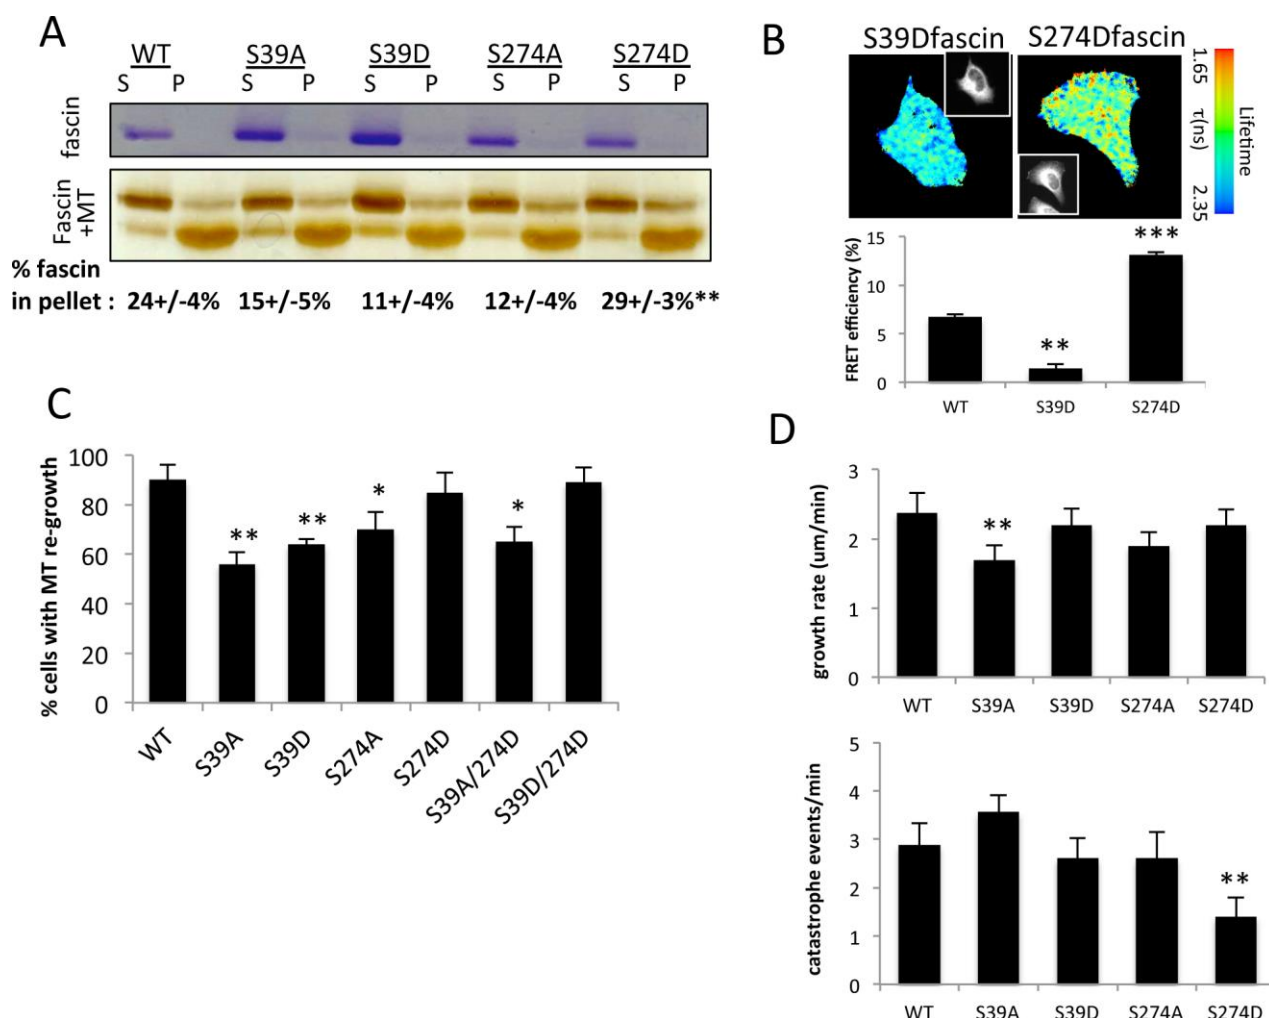 A
WT S39A S39D S274A S274D
S P S P S P S P S P
fascin
Fascin
+MT
% fascin
in pellet : 24+/-4% 15+/-5% 11+/-4% 12+/-4% 29+/-3%**
B
S39Dfascin S274Dfascin
1.65 τ(ns) 2.35
Lifetime
FRET efficiency (%)
15
10
5
0
**
***
WT S39D S274D
C
% cells with MT re-growth
100
80
60
40
20
0
** ** * *
WT S39A S39D S274A S274D S39A/274D S39D/274D
D
growth rate (um/min)
3
2
1
0
**
WT S39A S39D S274A S274D
catastrophe events/min
5
4
3
2
1
0
**
WT S39A S39D S274A S274D